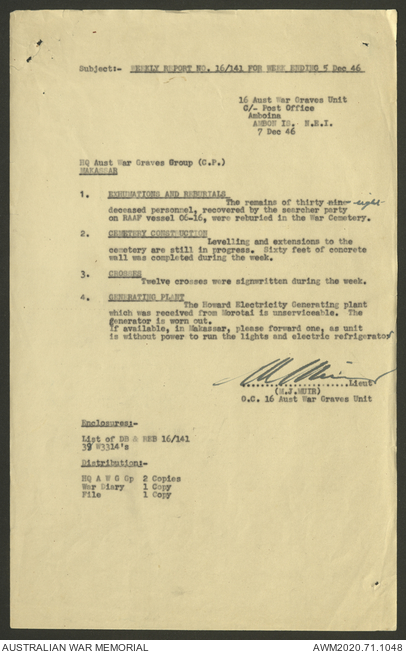 Subject:- WEEKLY REPORT NO. 16/141 FOR WEEK ENDING 5 Dec 46
16 Aust War Graves Unit
C/- Post Office
Amboina
AMBON IS. N.E.I.
7 Dec 46
HQ Aust War Graves Group (C.P.)
MAKASSAR
1. EXHUMATIONS AND REBURIALS
The remains of thirty nine eight
deceased personnel, recovered by the searcher party
on RAAF vessel 06-16, were reburied in the War Cemetery.
2. CEMETERY CONSTRUCTION
Levelling and extensions to the
cemetery are still in progress. Sixty feet of concrete
wall was completed during the week.
3. CROSSES
Twelve crosses were signwritten during the week.
4. GENERATING PLANT
The Howard Electricity Generating plant
which was received from Morotai is unserviceable. The
generator is worn out.
If available, in Makassar, please forward one, as unit
is without power to run the lights and electric refrigerator
Lieut
(M.J.MUIR)
O.C. 16 Aust War Graves Unit
Enclosures:-
List of DB & REB 16/141
39 W3314's
Distribution:-
HQ A W G Gp 2 Copies
War Diary 1 Copy
File 1 Copy
AUSTRALIAN WAR MEMORIAL
AWM2020.71.1048